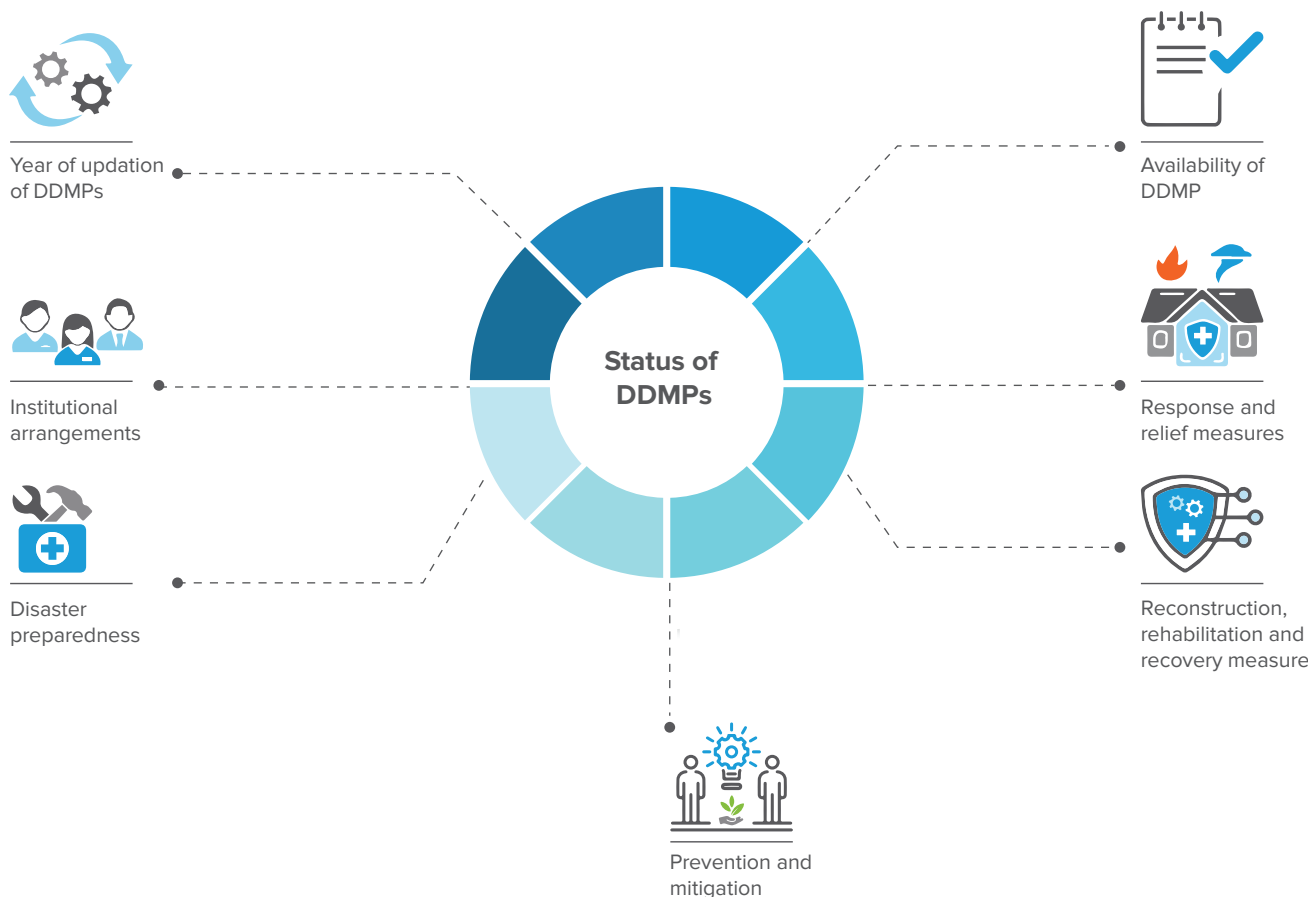 Year of updation
of DDMPs
Availability of
DDMP
Status of
DDMPs
Institutional
arrangements
Response and
relief measures
Disaster
preparedness
Reconstruction,
rehabilitation and
recovery measure
Prevention and
mitigation